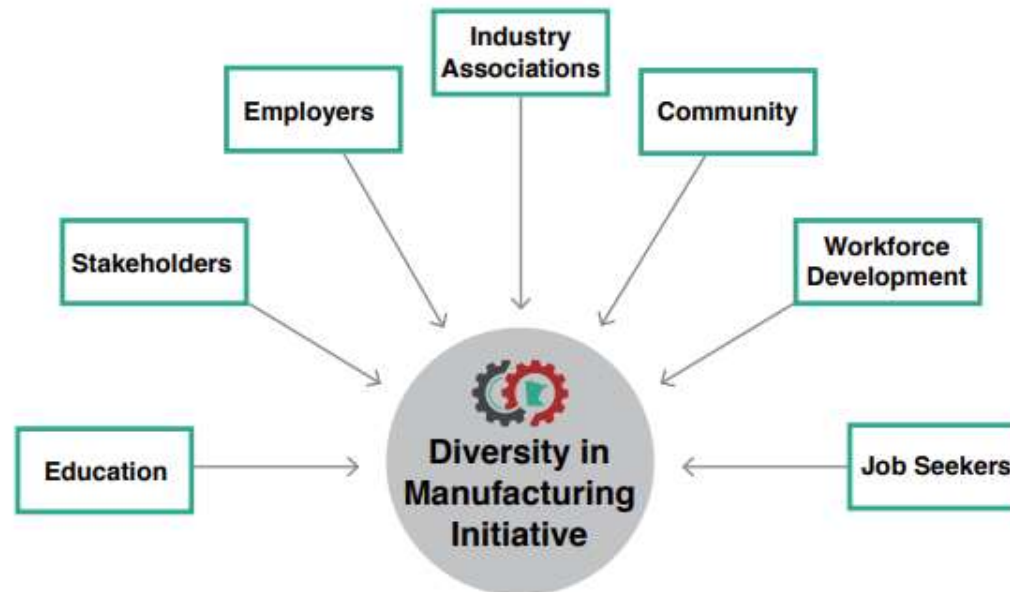 Industry
Associations
Employers
Community
Stakeholders
Workforce
Development
Education
Job Seekers
Diversity in
Manufacturing
Initiative